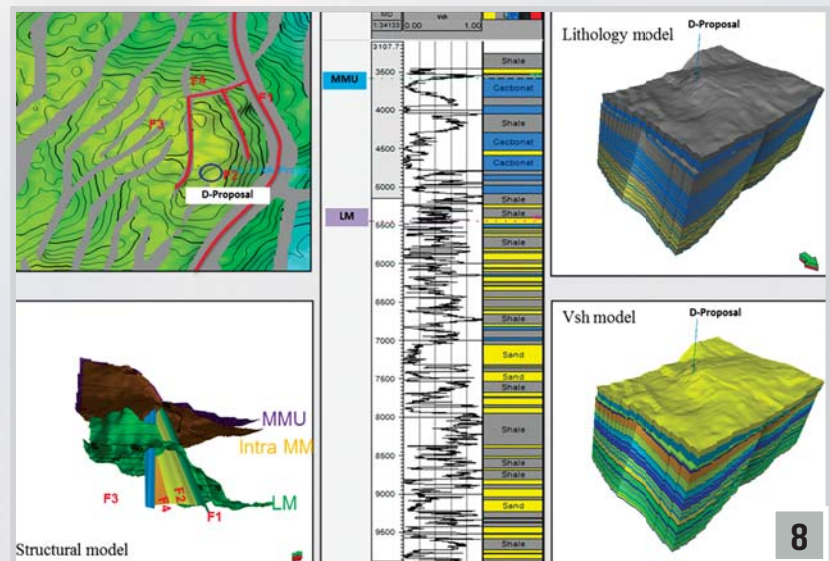 F4
F1
F3
F2
D-Proposal
MMU
Intra MM
LM
F3
F4
F2
F1
Structural model
MMU
LM
MD
1:34133
Vsh
0.00
1.00
3107.7
3500
4000
4500
5000
5500
6000
6500
7000
7500
8000
8500
9000
9500
Shale
Cacbonat
Shale
Cacbonat
Cacbonat
Shale
Shale
Shale
Shale
Sand
Sand
Shale
Shale
Shale
Shale
Sand
Shale
Lithology model
D-Proposal
Vsh model
D-Proposal
8